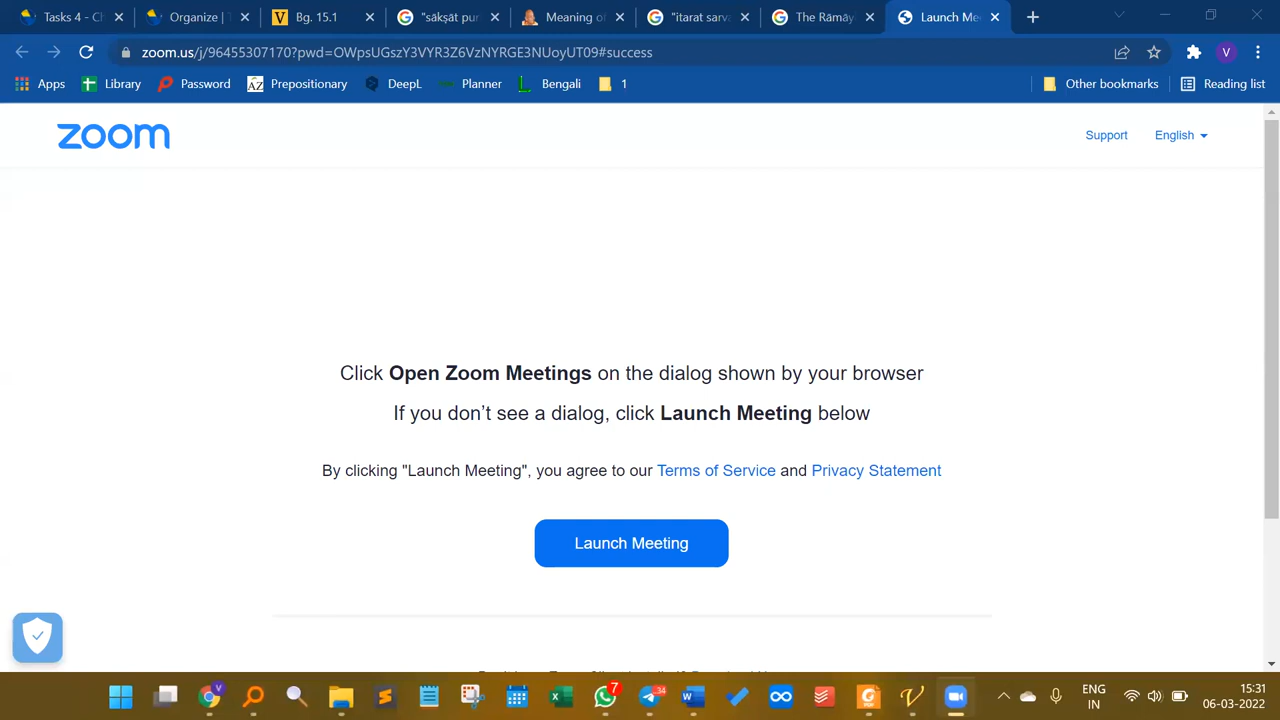 Tasks 4 - Ch
Organize | T
Bg. 15.1
"sākṣāt pur
Meaning of
"itarat sarva
The Rāmāy
Launch Me
zoom.us/j/96455307170?pwd=OWpsUGszY3VYR3Z6VzNYRGE3NUoyUT09#success
V
Apps
Library
Password
Prepositionary
DeepL
Planner
Bengali
1
Other bookmarks
Reading list
zoom
Support
English
Click Open Zoom Meetings on the dialog shown by your browser
If you don't see a dialog, click Launch Meeting below
By clicking "Launch Meeting", you agree to our Terms of Service and Privacy Statement
Launch Meeting
7
34
ENG
IN
15:31
06-03-2022